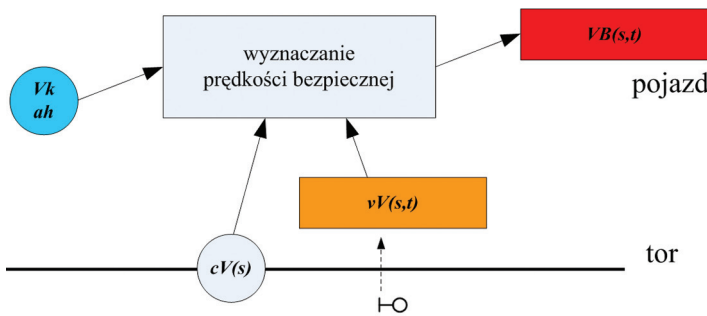 VB(s,t)
wyznaczanie
prędkości bezpiecznej
pojazd
Vk
ah
vV(s,t)
tor
cV(s)